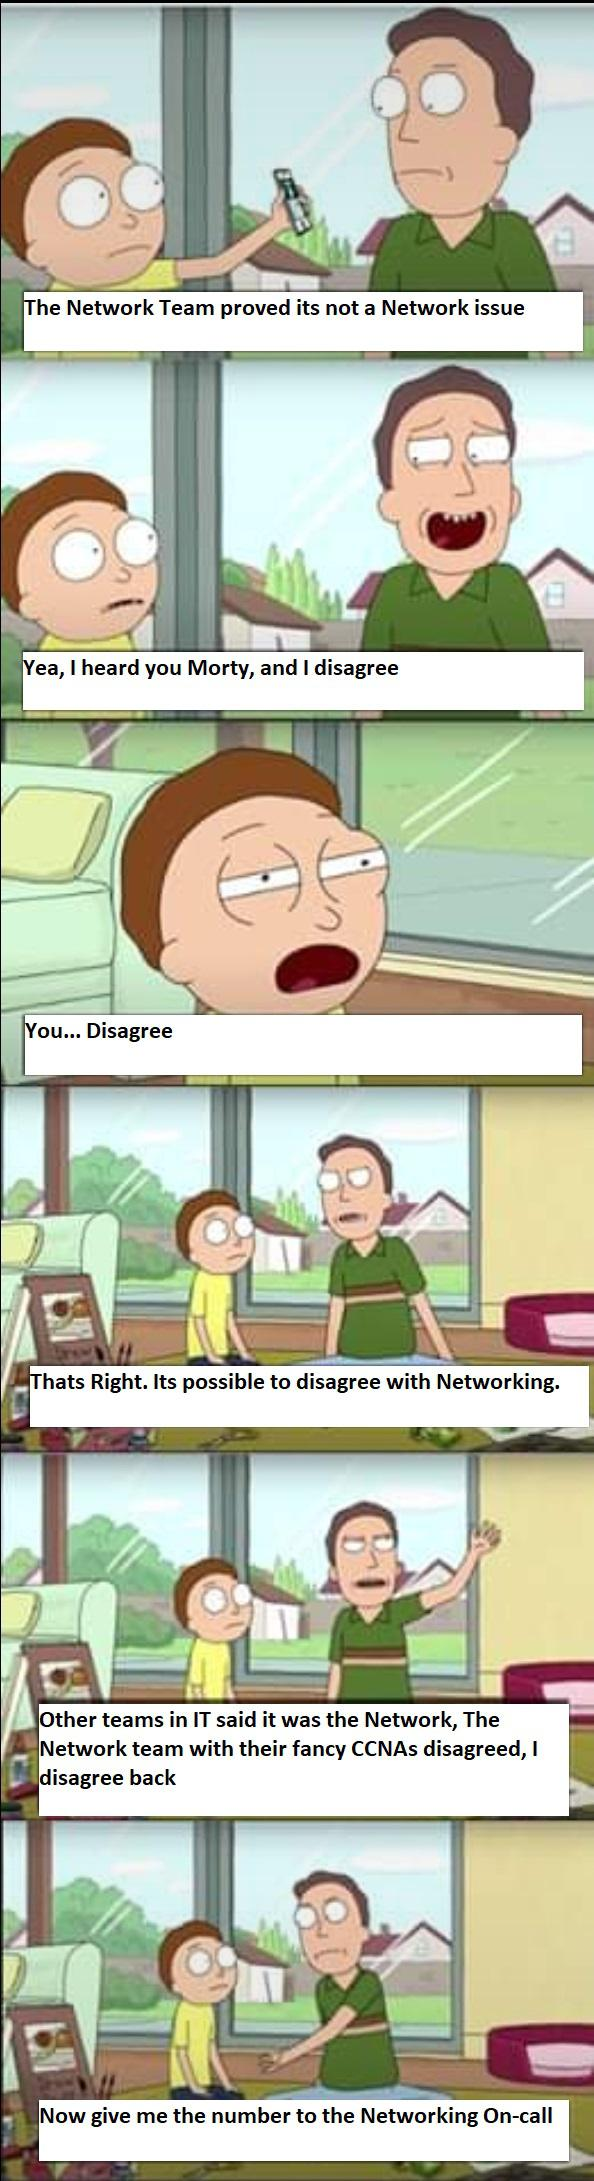 The Network Team proved its not a Network issue
Yea, I heard you Morty, and I disagree
You... Disagree
Thats Right. Its possible to disagree with Networking.
Other teams in IT said it was the Network, The
Network team with their fancy CCNAs disagreed, I
disagree back
Now give me the number to the Networking On-call